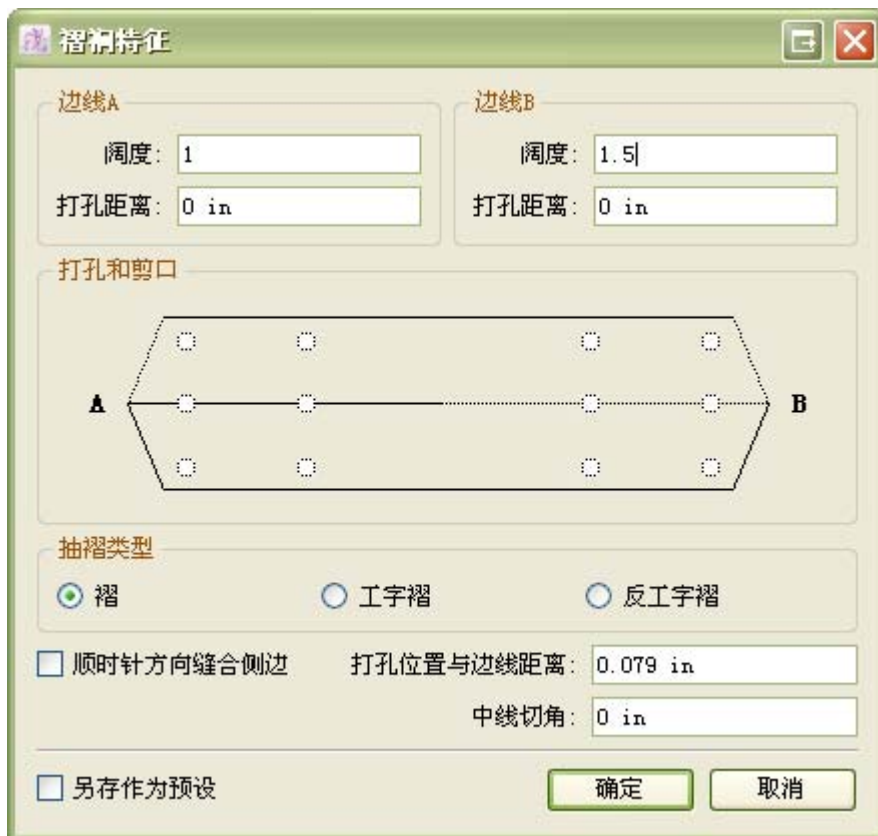 褶裥特征
边线A
边线B
阔度: 1
阔度: 1.5
打孔距离: 0 in
打孔距离: 0 in
打孔和剪口
A B
抽褶类型
褶 工字褶 反工字褶
顺时针方向缝合侧边 打孔位置与边线距离: 0.079 in
中线切角: 0 in
另存作为预设 确定 取消